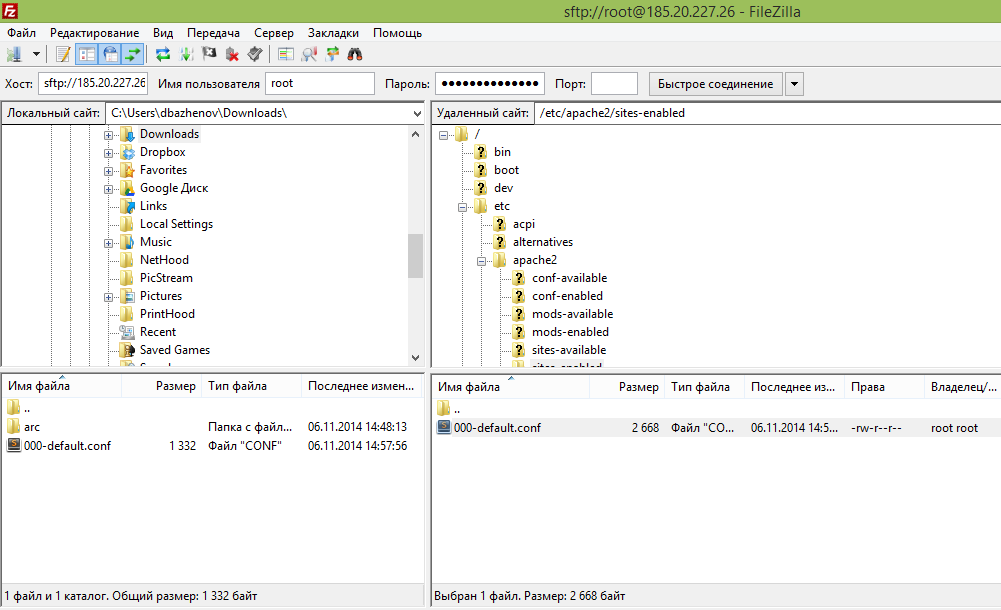 sftp://root@185.20.227.26 - FileZilla
Файл Редактирование Вид Передача Сервер Закладки Помощь
Хост: sftp://185.20.227.26 Имя пользователя root Пароль: ●●●●●●●●●●●●●● Порт: Быстрое соединение
Локальный сайт: C:\Users\dbazhenov\Downloads\
Downloads
Dropbox
Favorites
Google Диск
Links
Local Settings
Music
NetHood
PicStream
Pictures
PrintHood
Recent
Saved Games
Удаленный сайт: /etc/apache2/sites-enabled
/
bin
boot
dev
etc
acpi
alternatives
apache2
conf-available
conf-enabled
mods-available
mods-enabled
sites-available
sites-enabled
Имя файла Размер Тип файла Последнее измен...
..
arc Папка с файл... 06.11.2014 14:48:13
000-default.conf 1 332 Файл "CONF" 06.11.2014 14:57:56
1 файл и 1 каталог. Общий размер: 1 332 байт
Имя файла Размер Тип файла Последнее из... Права Владелец/...
..
000-default.conf 2 668 Файл "CO... 06.11.2014 14:5... -rw-r--r-- root root
Выбран 1 файл. Размер: 2 668 байт